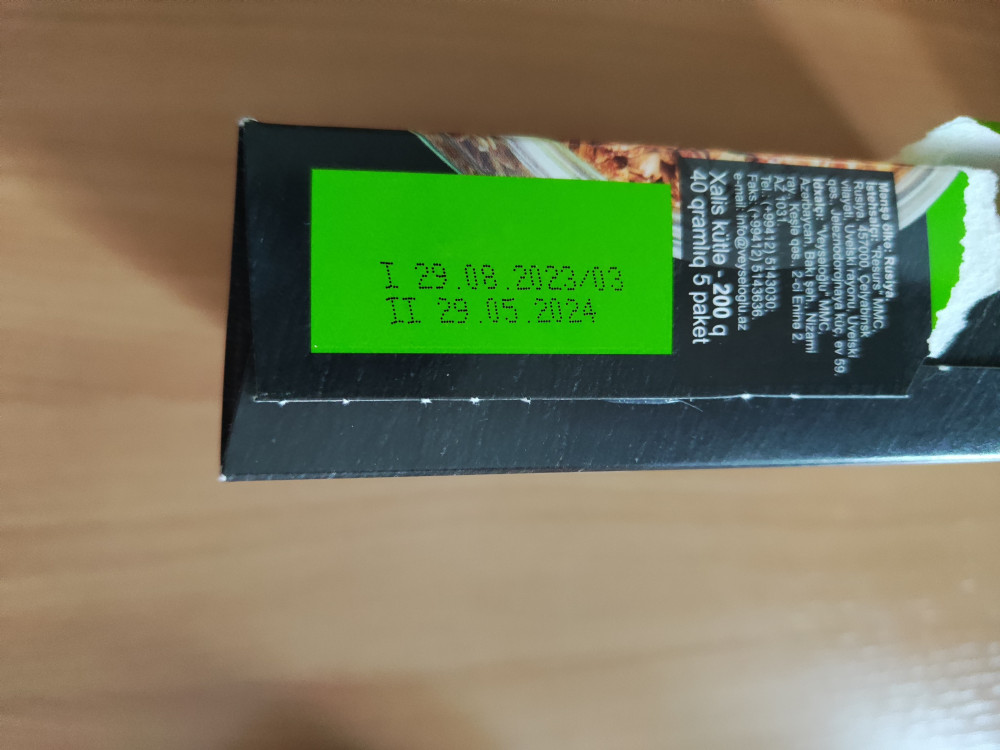 I 29.08.2023/03
II 29.05.2024
Mənşə ölkə: Rusiya.
İstehsalçı: "Resurs" MMC,
Rusiya, 457000, Çelyabinsk
vilayəti, Uvelski rayonu, Uvelski
qəs., Jeleznodorojnaya küç, ev 59.
İdxalçı: "Veysəloğlu" MMC,
Azərbaycan, Bakı şəh., Nizami
ray., Keşlə qəs., 2-ci Enine 2.
AZ 1031
Tel.: (+99412) 5143030.
Faks: (+99412) 5143636.
e-mail: info@veyseloglu.az
Xalis kütlə - 200 q
40 qramlıq 5 paket